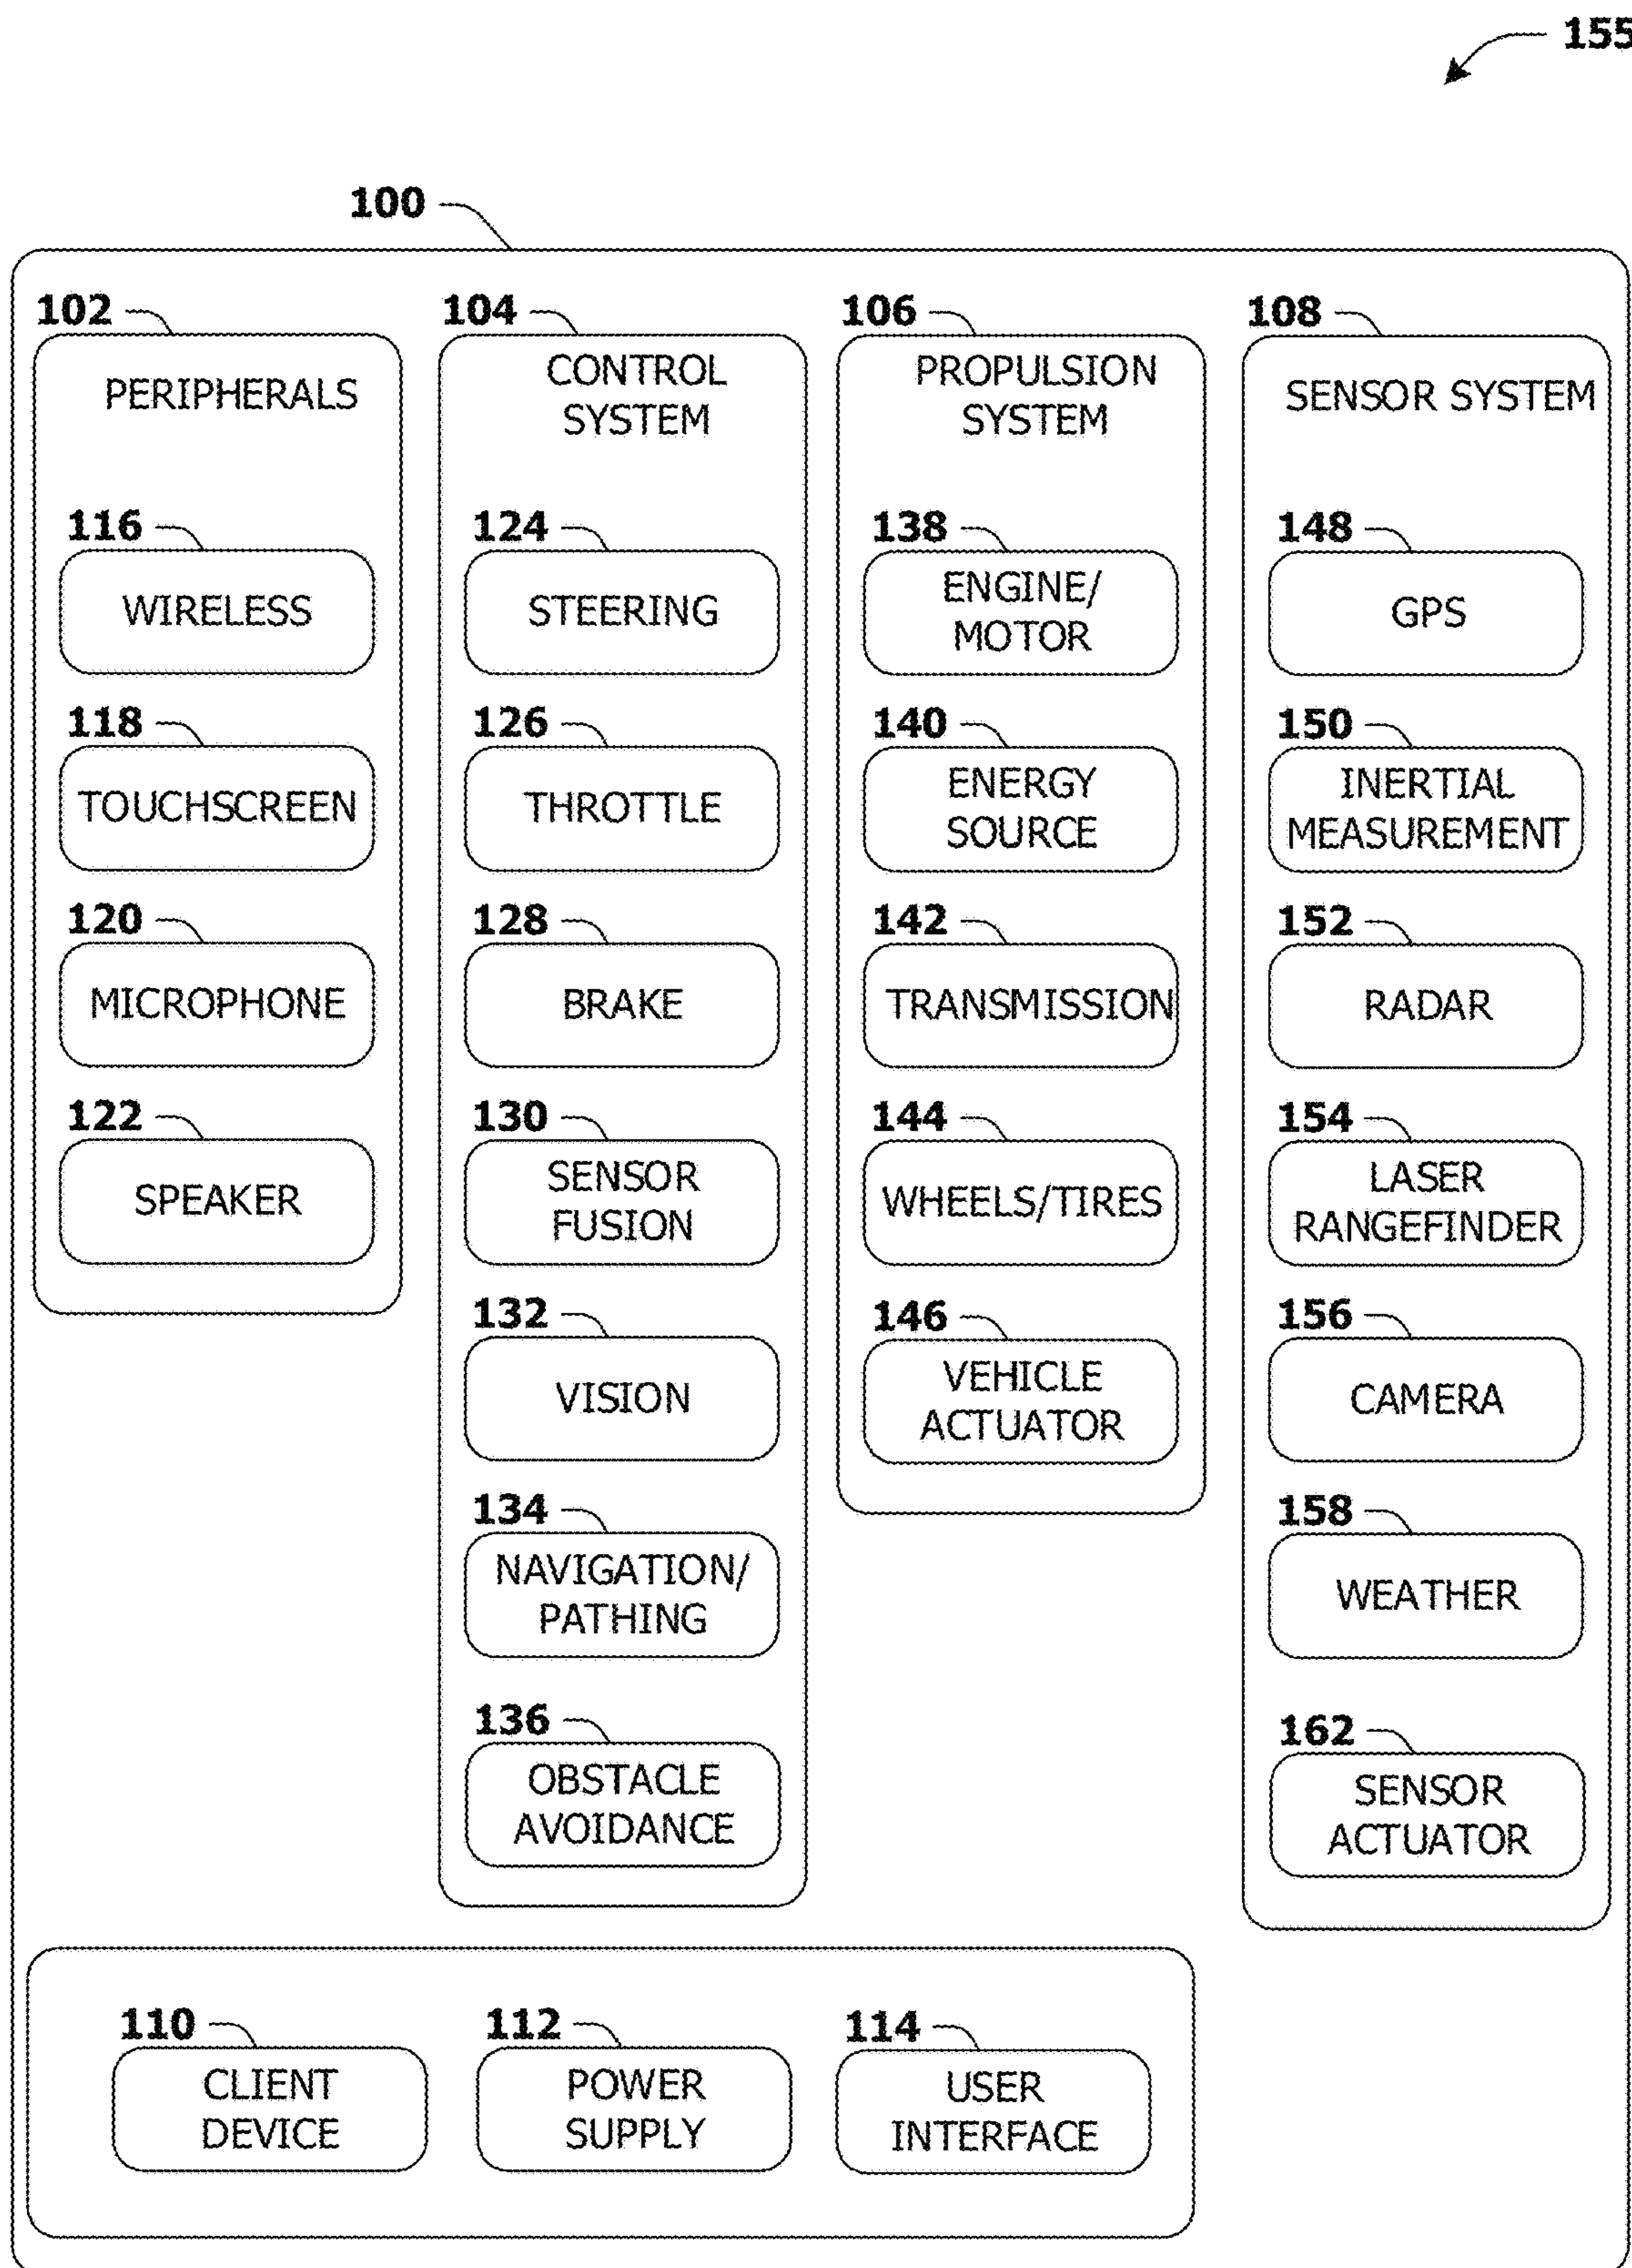 155
100
102
PERIPHERALS
116
WIRELESS
118
TOUCHSCREEN
120
MICROPHONE
122
SPEAKER
104
CONTROL
SYSTEM
124
STEERING
126
THROTTLE
128
BRAKE
130
SENSOR
FUSION
132
VISION
134
NAVIGATION/
PATHING
136
OBSTACLE
AVOIDANCE
106
PROPULSION
SYSTEM
138
ENGINE/
MOTOR
140
ENERGY
SOURCE
142
TRANSMISSION
144
WHEELS/TIRES
146
VEHICLE
ACTUATOR
108
SENSOR SYSTEM
148
GPS
150
INERTIAL
MEASUREMENT
152
RADAR
154
LASER
RANGEFINDER
156
CAMERA
158
WEATHER
162
SENSOR
ACTUATOR
110
CLIENT
DEVICE
112
POWER
SUPPLY
114
USER
INTERFACE